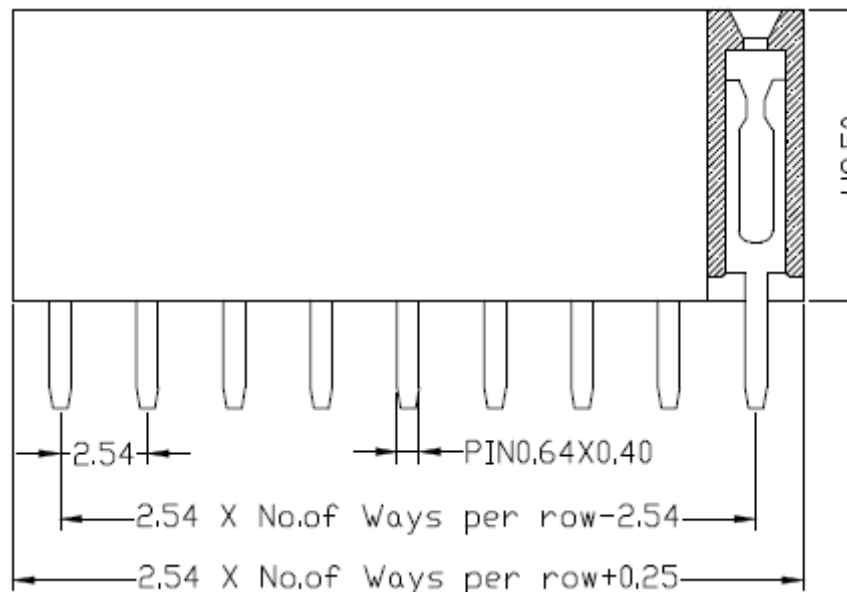 2.54
PIN0.64X0.40
2.54 X No.of Ways per row-2.54
2.54 X No.of Ways per row+0.25